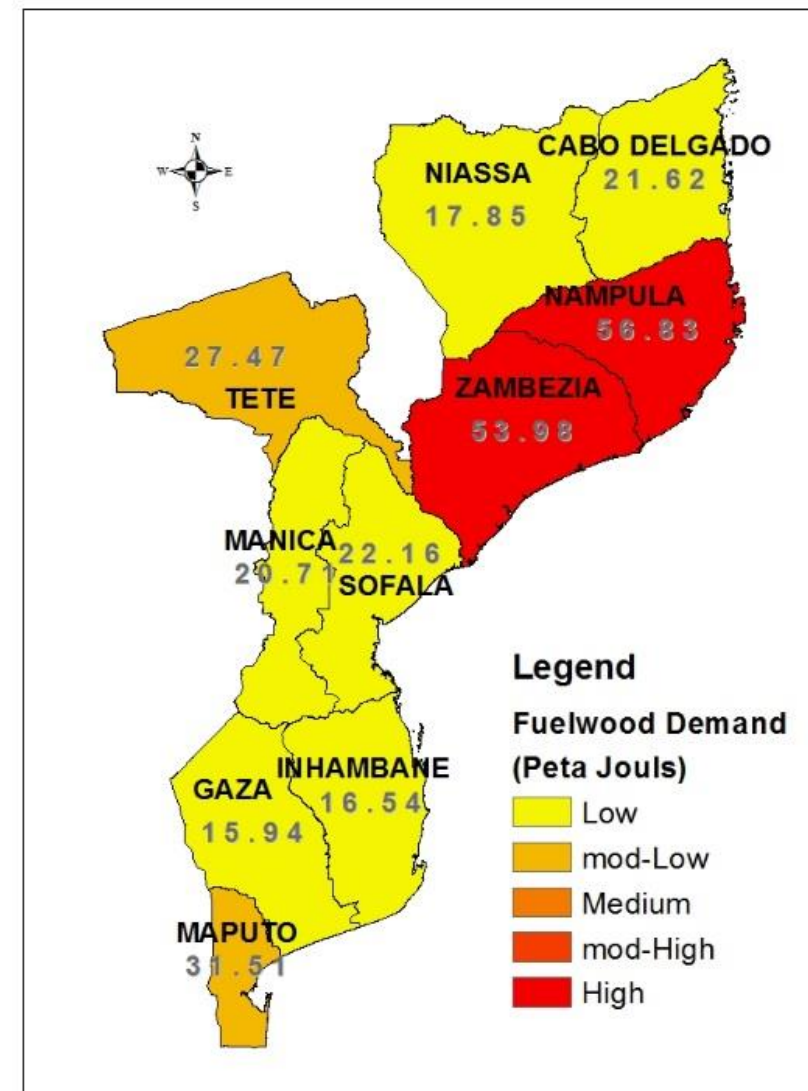 N
W E
S
CABO DELGADO
21.62
NIASSA
17.85
NAMPULA
56.83
27.47
TETE
ZAMBEZIA
53.98
MANICA
20.71
22.16
SOFALA
INHAMBANE
16.54
GAZA
15.94
MAPUTO
31.51
Legend
Fuelwood Demand
(Peta Jouls)
Low
mod-Low
Medium
mod-High
High